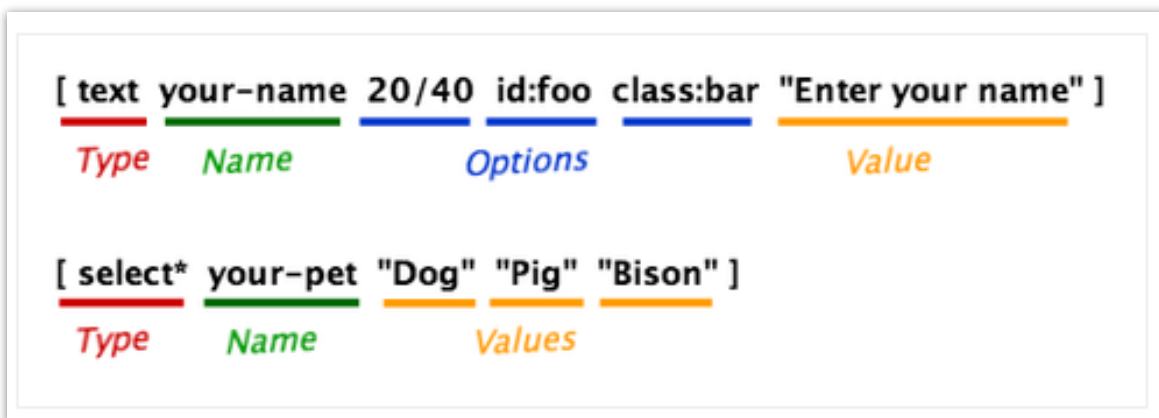 [ text your-name 20/40 id:foo class:bar "Enter your name" ]
Type Name Options Value
[ select* your-pet "Dog" "Pig" "Bison" ]
Type Name Values